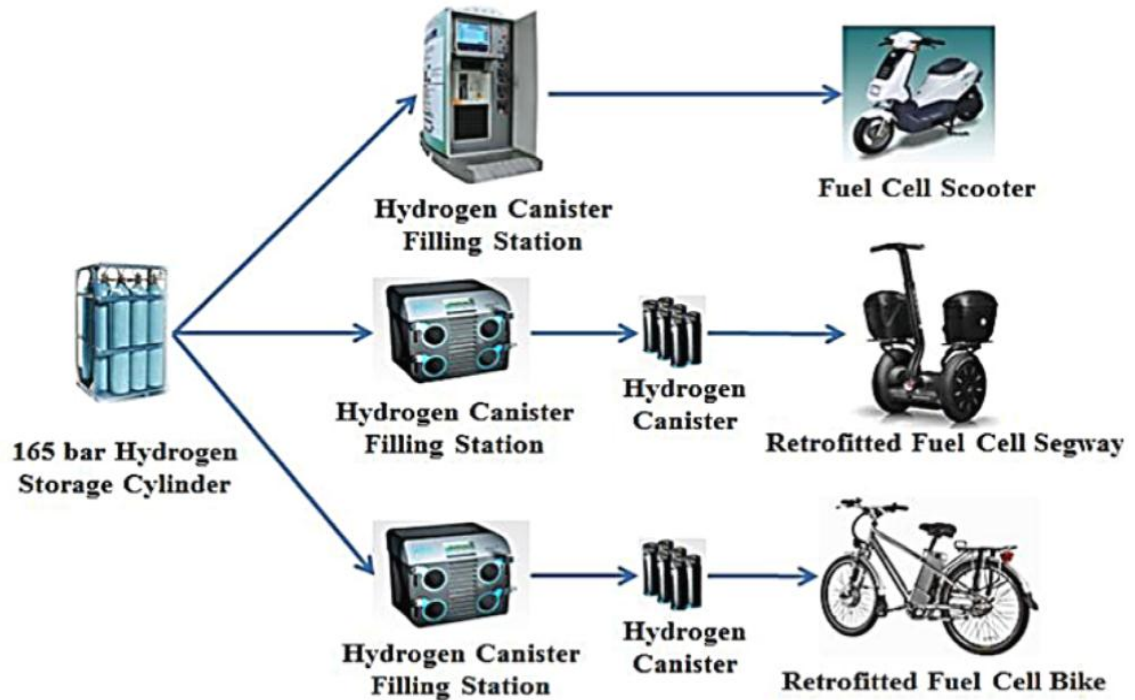 Hydrogen Canister
Filling Station
Fuel Cell Scooter
165 bar Hydrogen
Storage Cylinder
Hydrogen Canister
Filling Station
Hydrogen
Canister
Retrofitted Fuel Cell Segway
Hydrogen Canister
Filling Station
Hydrogen
Canister
Retrofitted Fuel Cell Bike